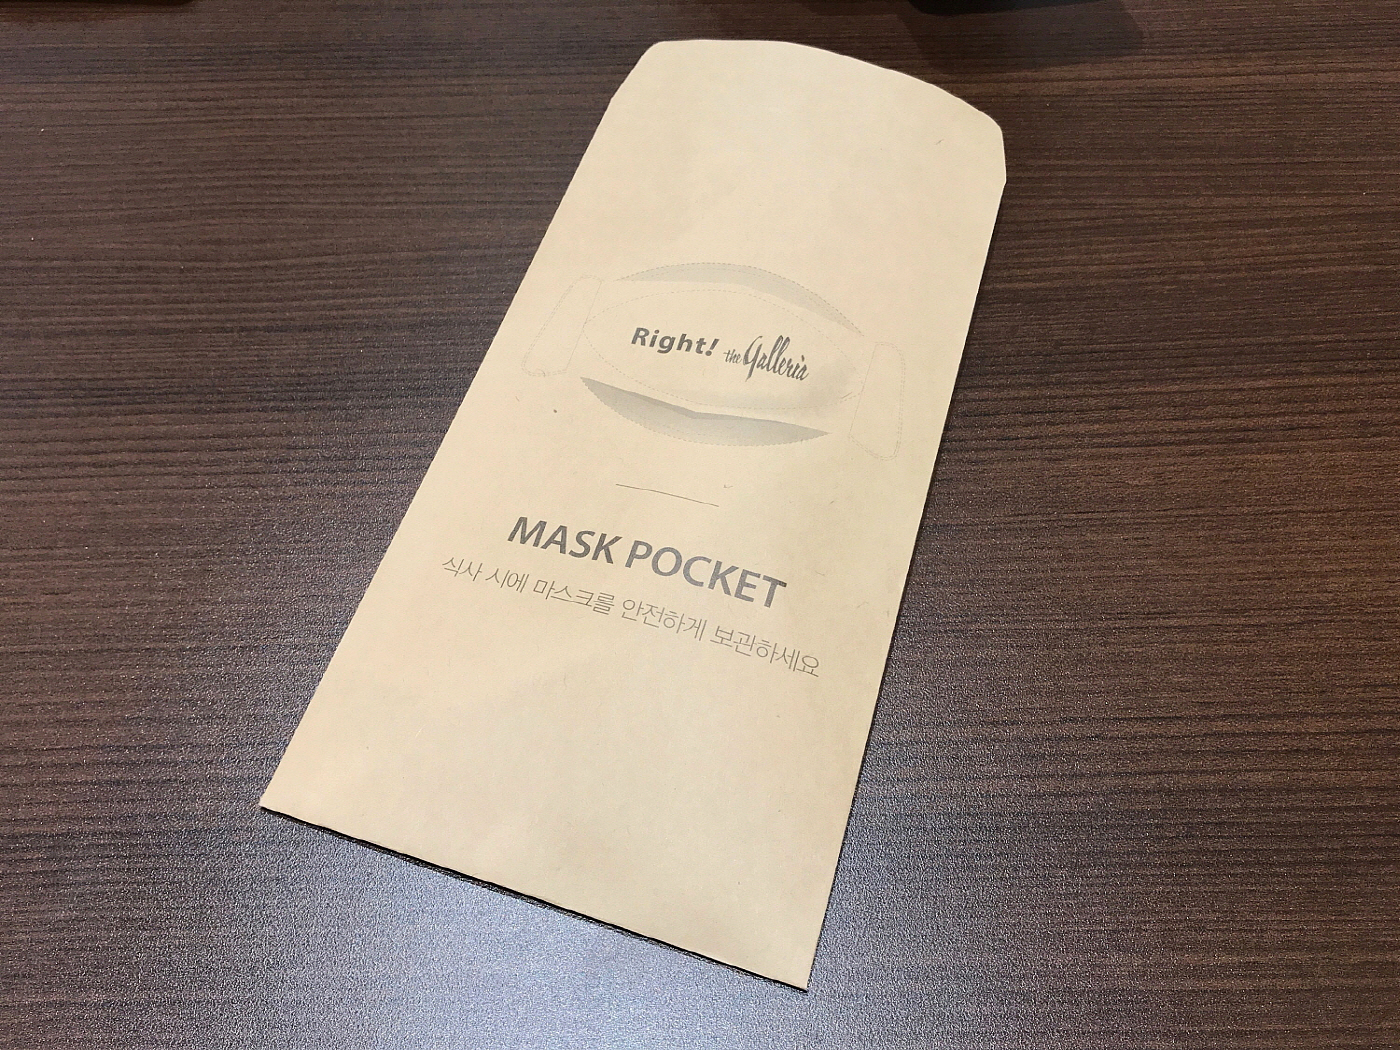 Right! the Galleria
MASK POCKET
식사 시에 마스크를 안전하게 보관하세요